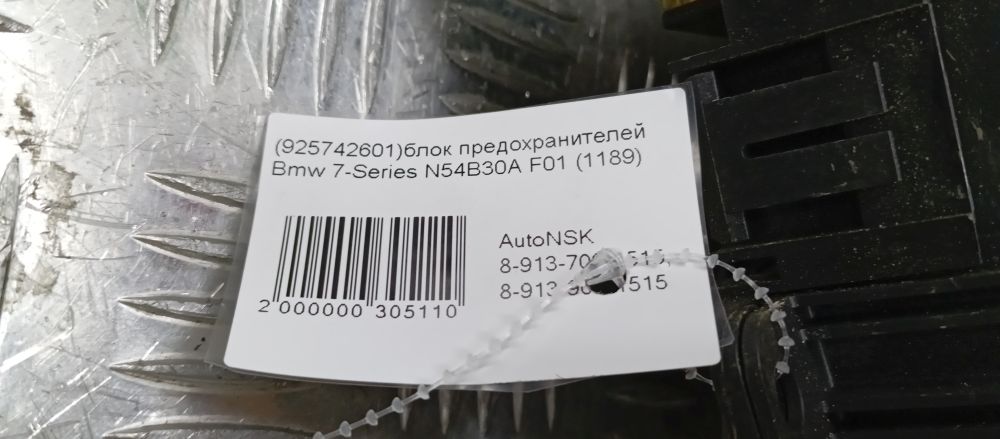 (925742601)блок предохранителей
Bmw 7-Series N54B30A F01 (1189)
AutoNSK
2 000000 305110